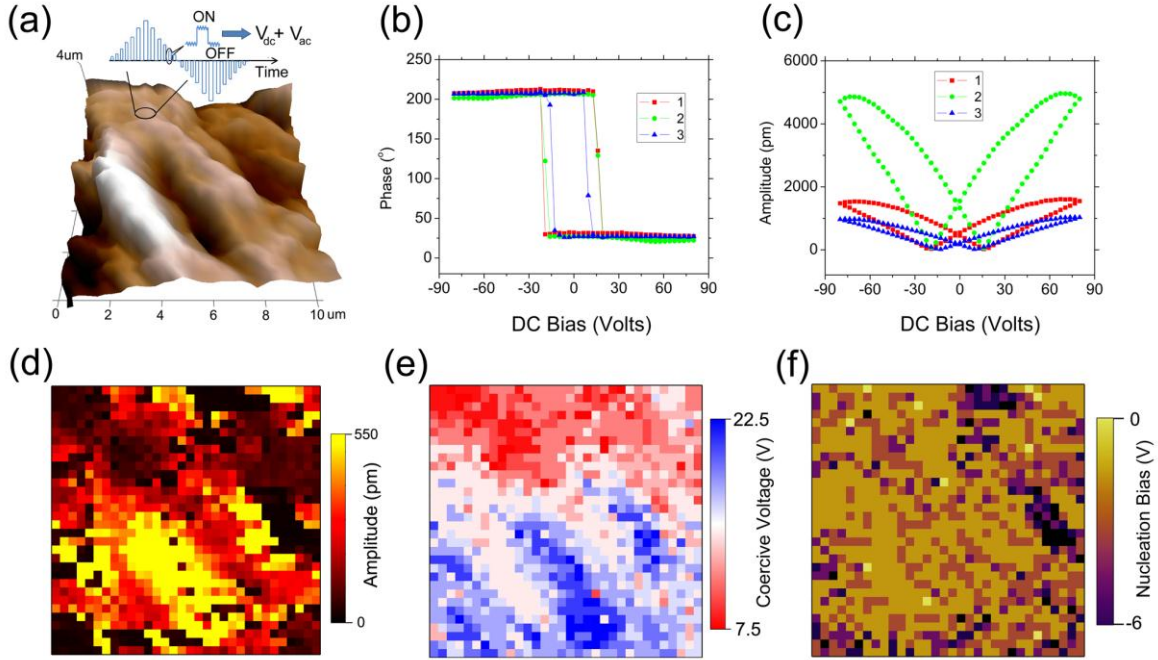 (a)
ON
V_dc + V_ac
OFF
Time
4um
0
2
4
6
8
10 um
(b)
250
200
150
100
50
0
Phase (°)
1
2
3
-90
-60
-30
0
30
60
90
DC Bias (Volts)
(c)
6000
4000
2000
0
Amplitude (pm)
1
2
3
-90
-60
-30
0
30
60
90
DC Bias (Volts)
(d)
550
Amplitude (pm)
0
(e)
22.5
Coercive Voltage (V)
7.5
(f)
0
Nucleation Bias (V)
-6